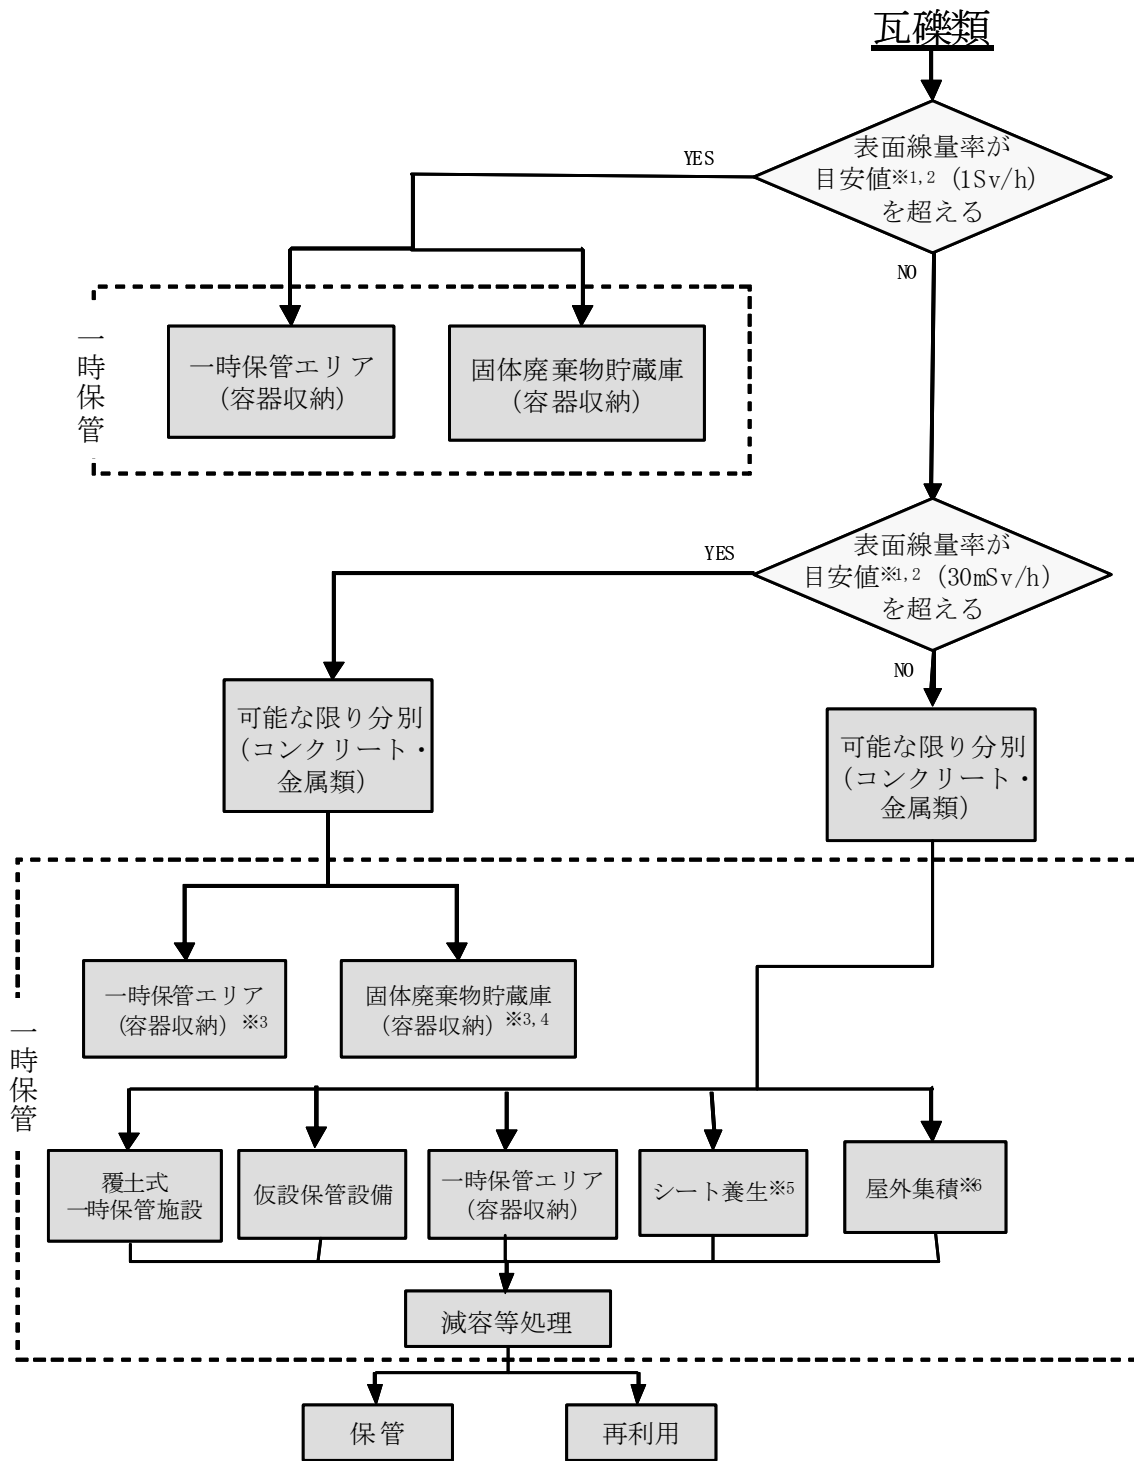 瓦礫類
表面線量率が
目安値※1,2（1Sv/h）
を超える
YES
NO
一時保管
一時保管エリア
（容器収納）
固体廃棄物貯蔵庫
（容器収納）
表面線量率が
目安値※1,2（30mSv/h）
を超える
YES
NO
可能な限り分別
（コンクリート・
金属類）
可能な限り分別
（コンクリート・
金属類）
一時保管
一時保管エリア
（容器収納）※3
固体廃棄物貯蔵庫
（容器収納）※3,4
覆土式
一時保管施設
仮設保管設備
一時保管エリア
（容器収納）
シート養生※5
屋外集積※6
減容等処理
保管
再利用